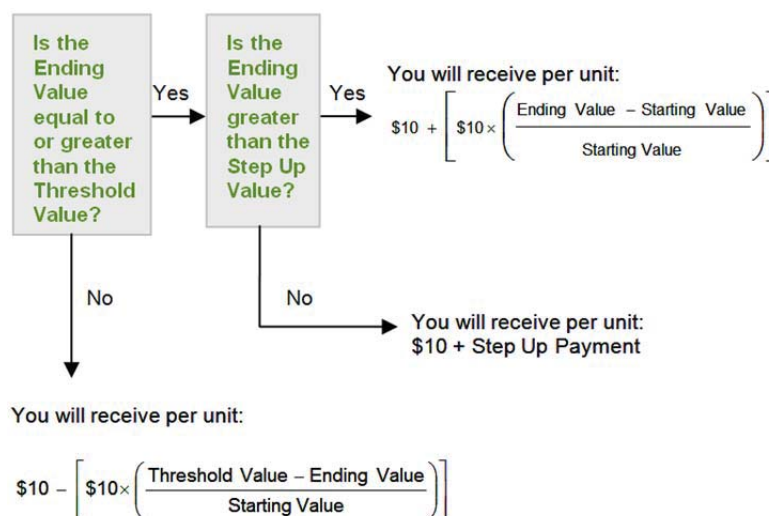 Is the
Ending
Value
equal to
or greater
than the
Threshold
Value?
Yes
Is the
Ending
Value
greater
than the
Step Up
Value?
Yes
You will receive per unit:
$10 + [ $10 × ( Ending Value – Starting Value
Starting Value ) ]
No
No
You will receive per unit:
$10 + Step Up Payment
You will receive per unit:
$10 – [ $10× ( Threshold Value – Ending Value
Starting Value ) ]